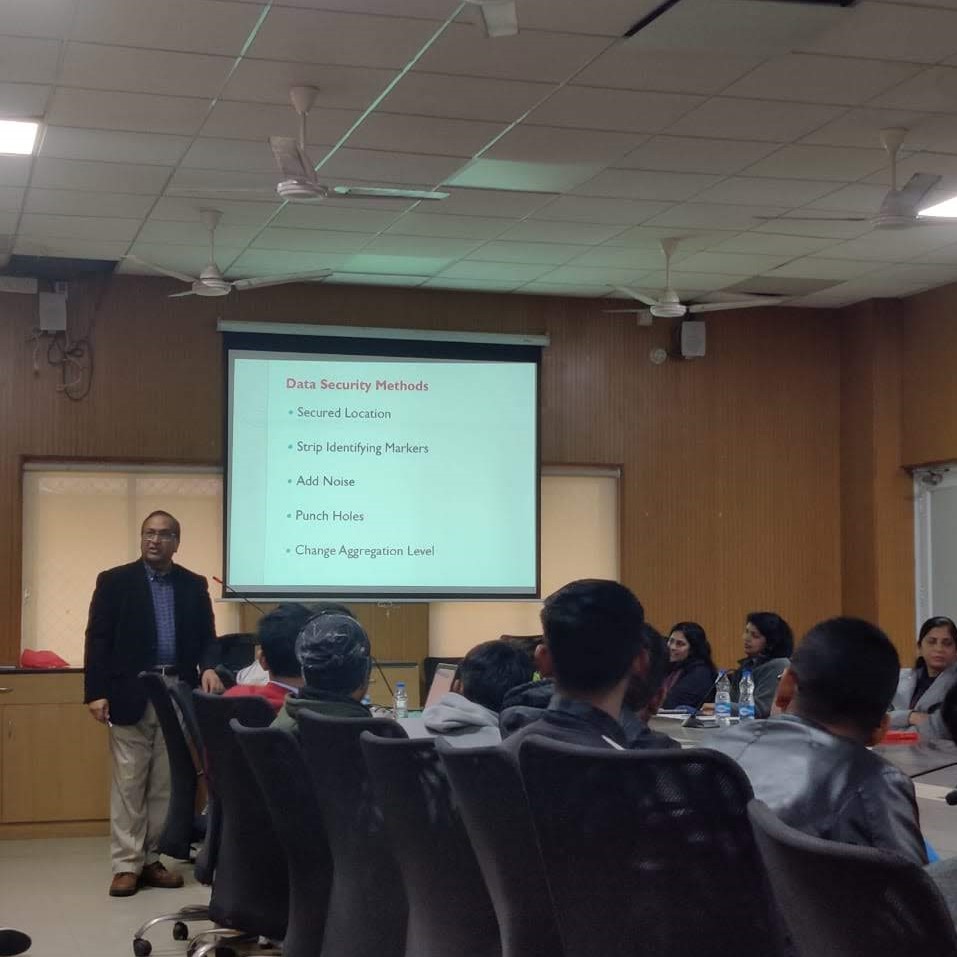 Data Security Methods
• Secured Location
• Strip Identifying Markers
• Add Noise
• Punch Holes
• Change Aggregation Level